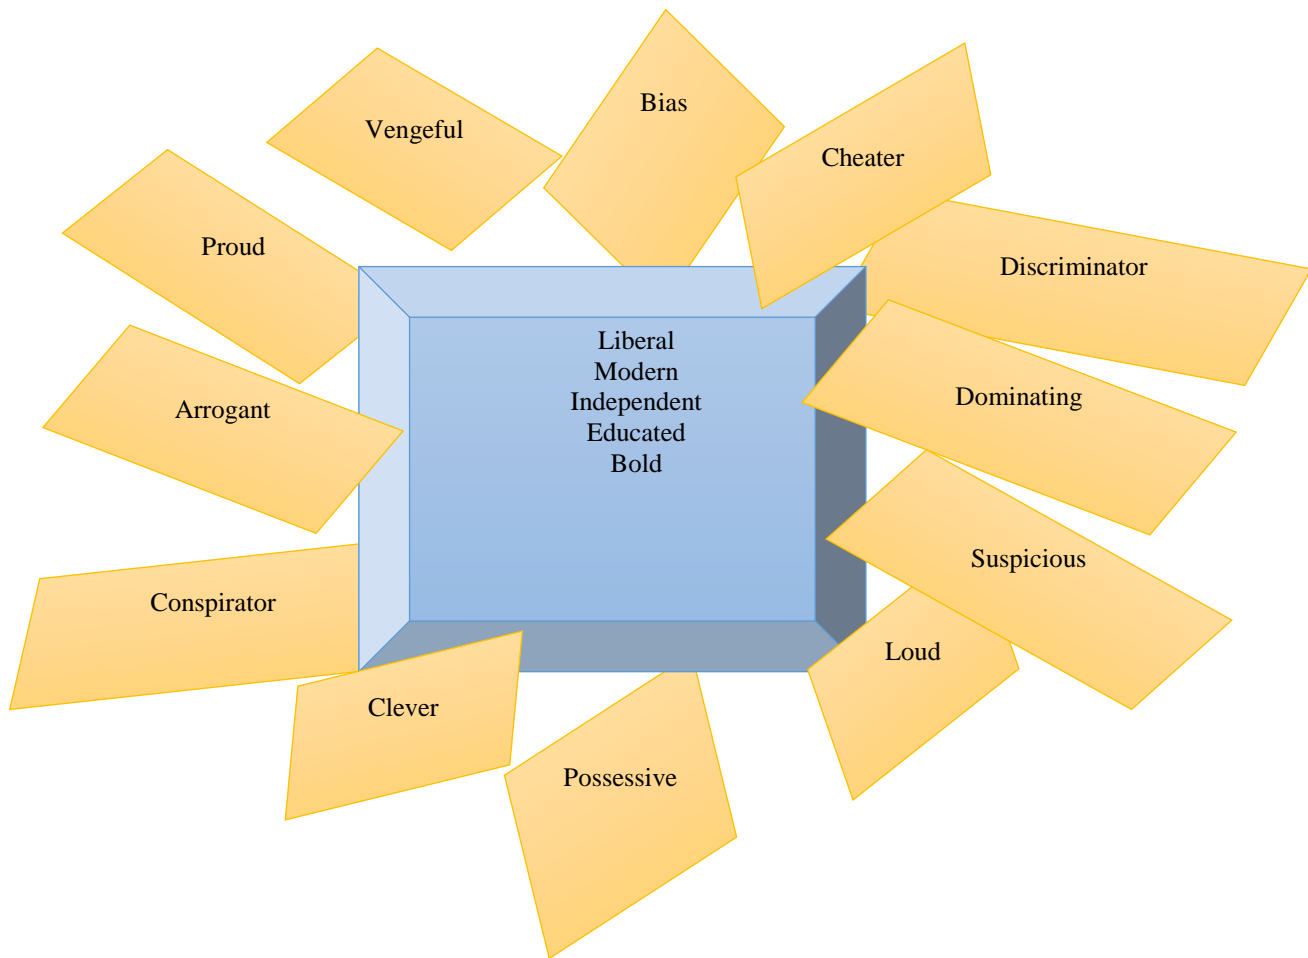 Bias
Vengeful
Cheater
Proud
Discriminator
Liberal
Modern
Independent
Educated
Bold
Arrogant
Dominating
Suspicious
Conspirator
Loud
Clever
Possessive